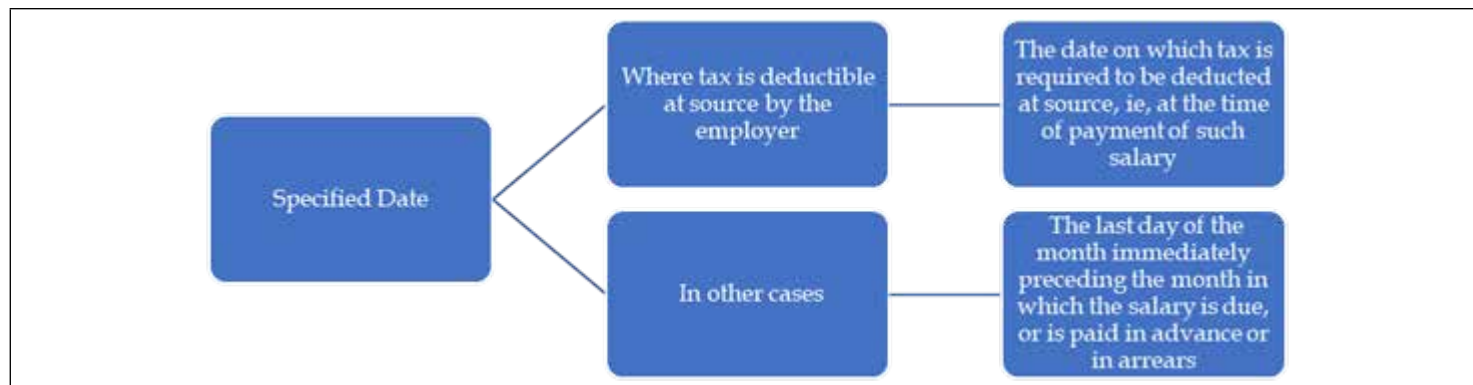 Specified Date
Where tax is deductible
at source by the
employer
The date on which tax is
required to be deducted
at source, ie, at the time
of payment of such
salary
In other cases
The last day of the
month immediately
preceding the month in
which the salary is due,
or is paid in advance or
in arrears